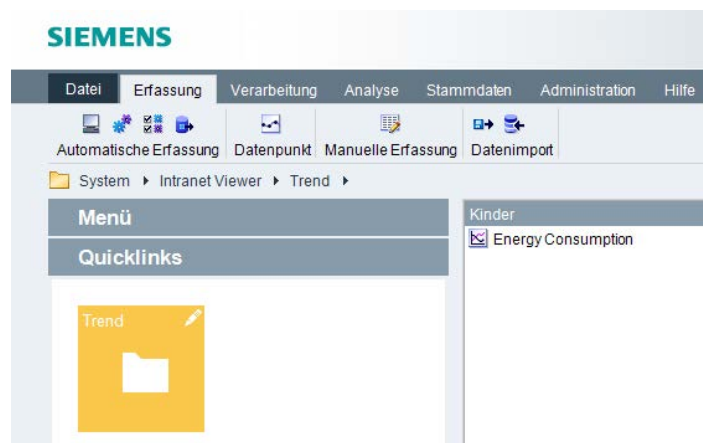 SIEMENS
Datei Erfassung Verarbeitung Analyse Stammdaten Administration Hilfe
Automatische Erfassung Datenpunkt Manuelle Erfassung Datenimport
System Intranet Viewer Trend
Menü
Kinder
Energy Consumption
Quicklinks
Trend